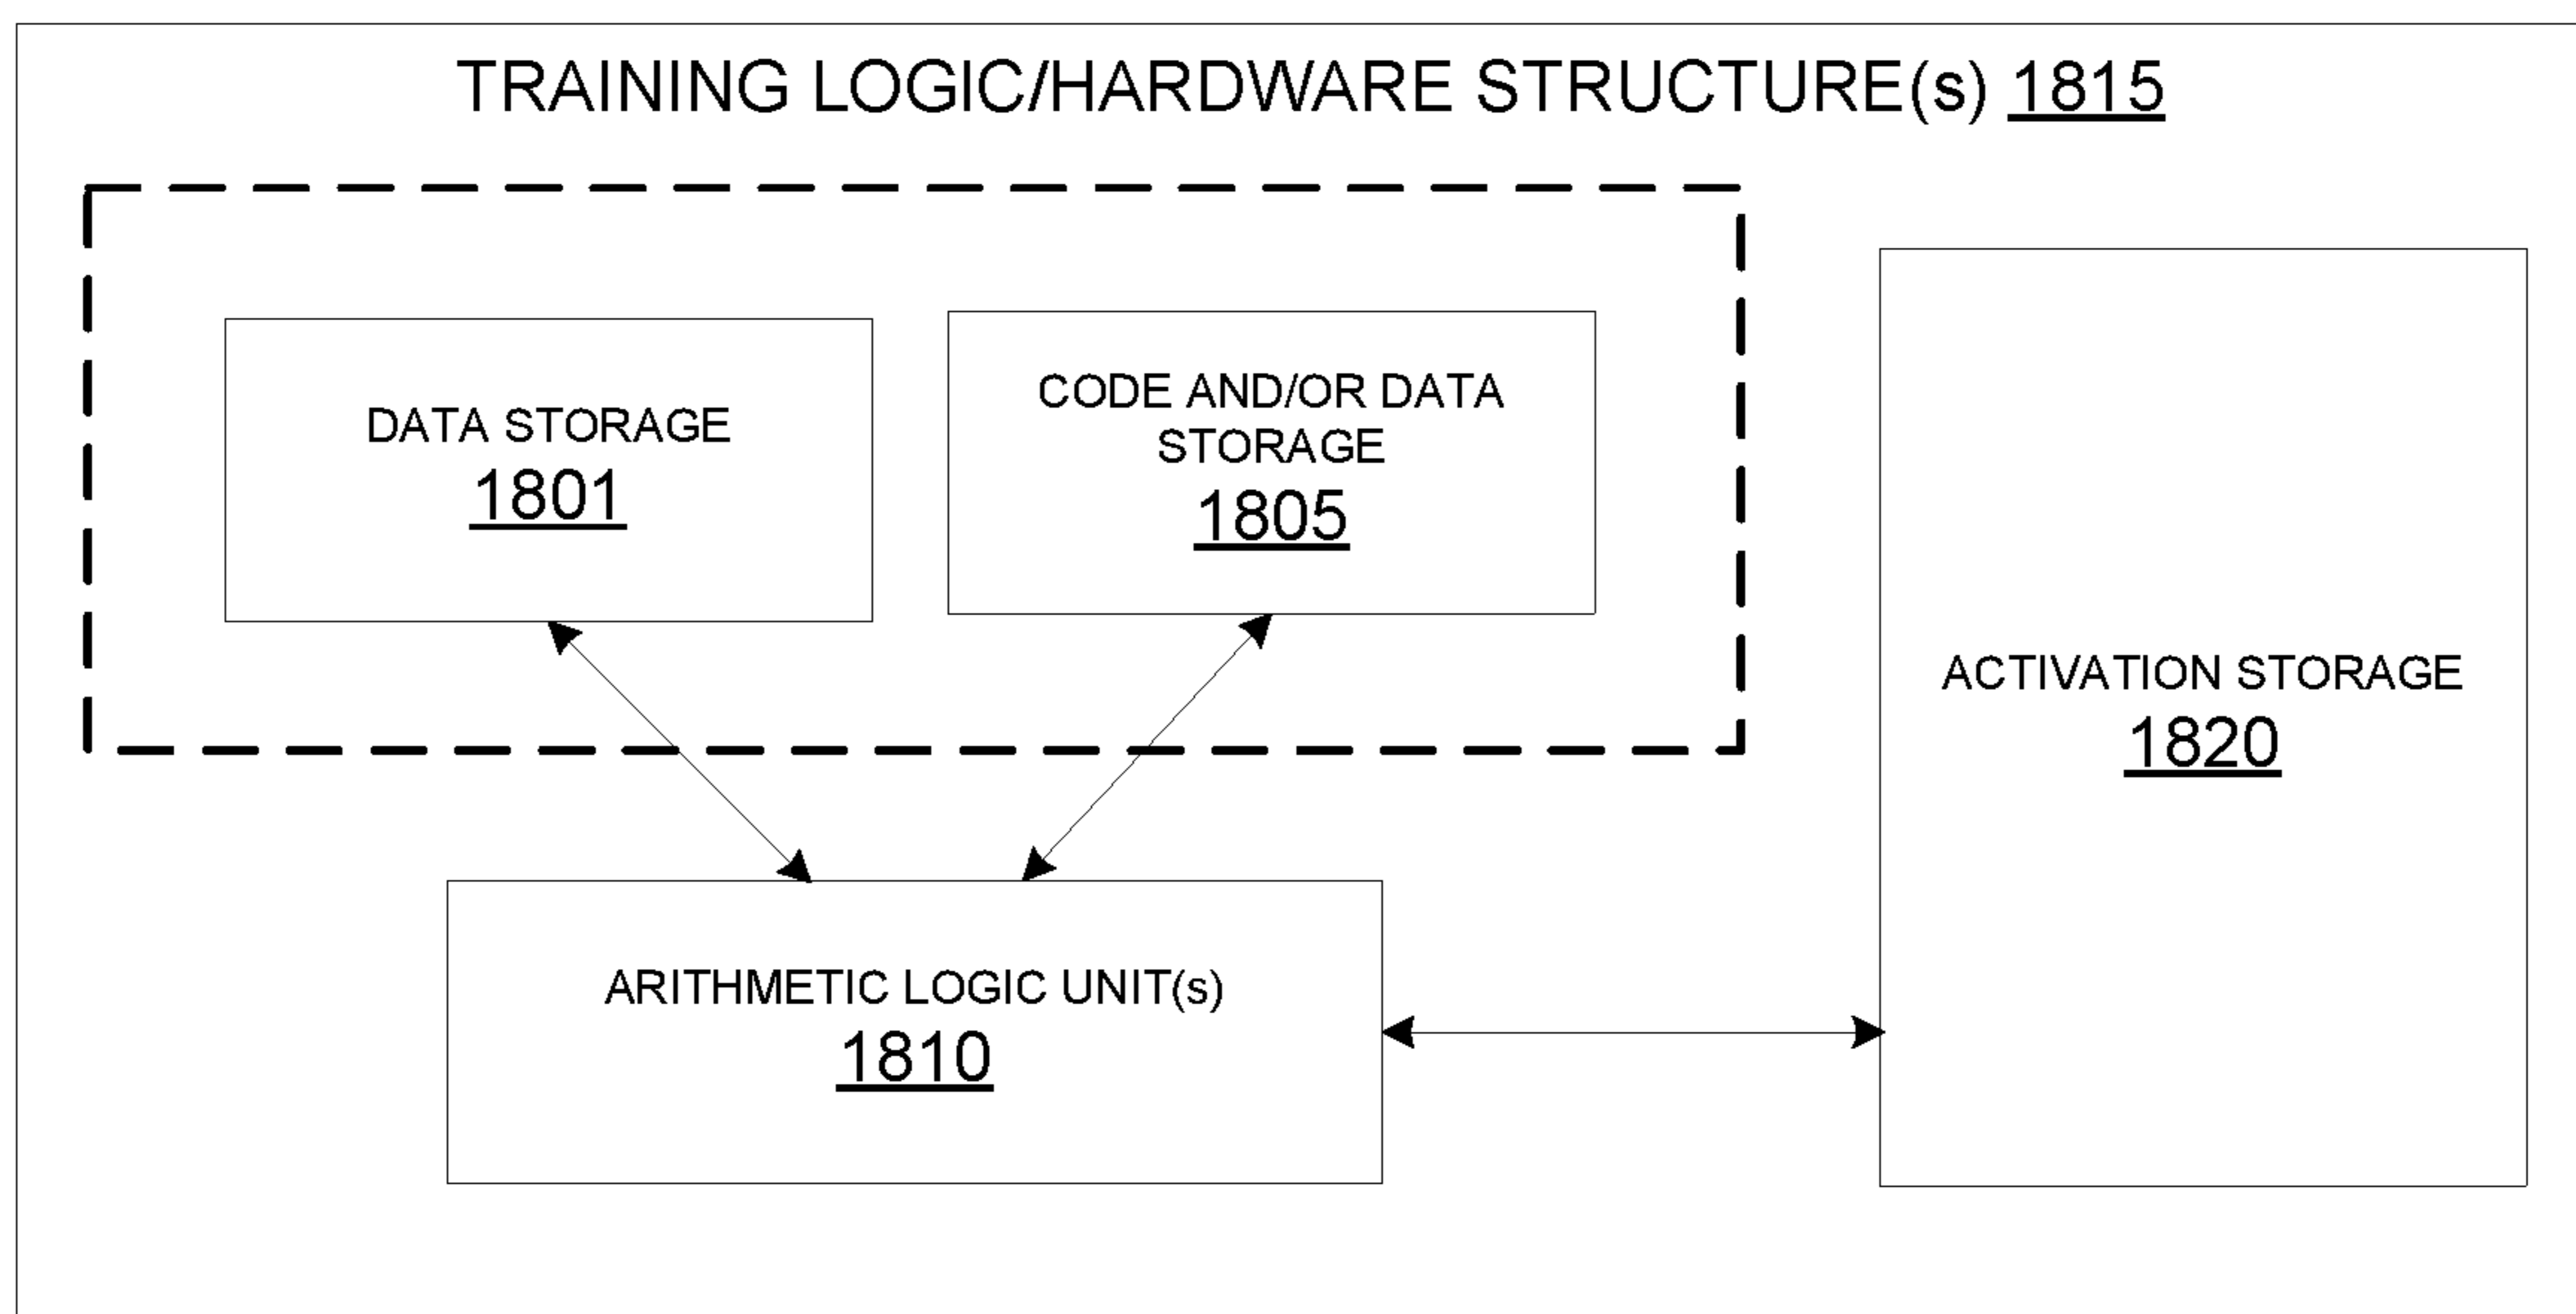 TRAINING LOGIC/HARDWARE STRUCTURE(s) 1815
DATA STORAGE
1801
CODE AND/OR DATA
STORAGE
1805
ACTIVATION STORAGE
1820
ARITHMETIC LOGIC UNIT(s)
1810